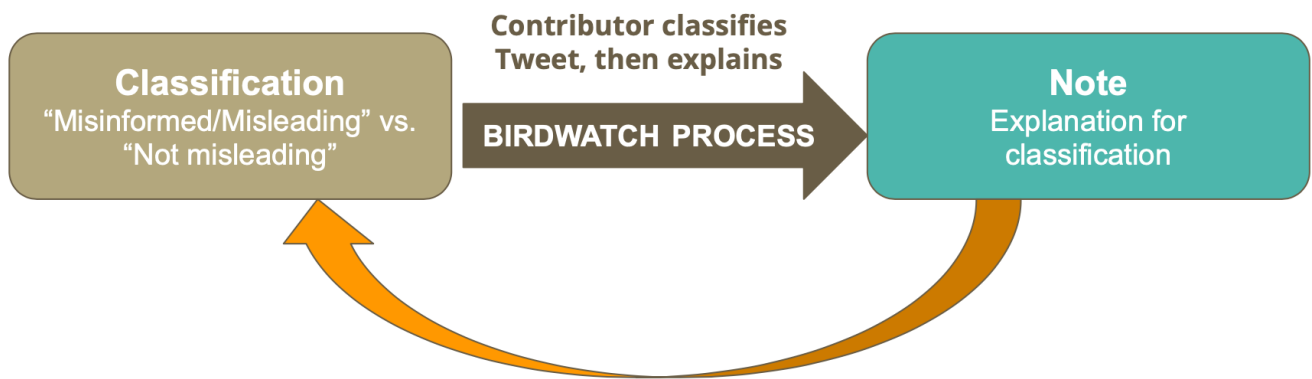 Contributor classifies
Tweet, then explains
Classification
“Misinformed/Misleading” vs.
“Not misleading”
BIRDWATCH PROCESS
Note
Explanation for
classification